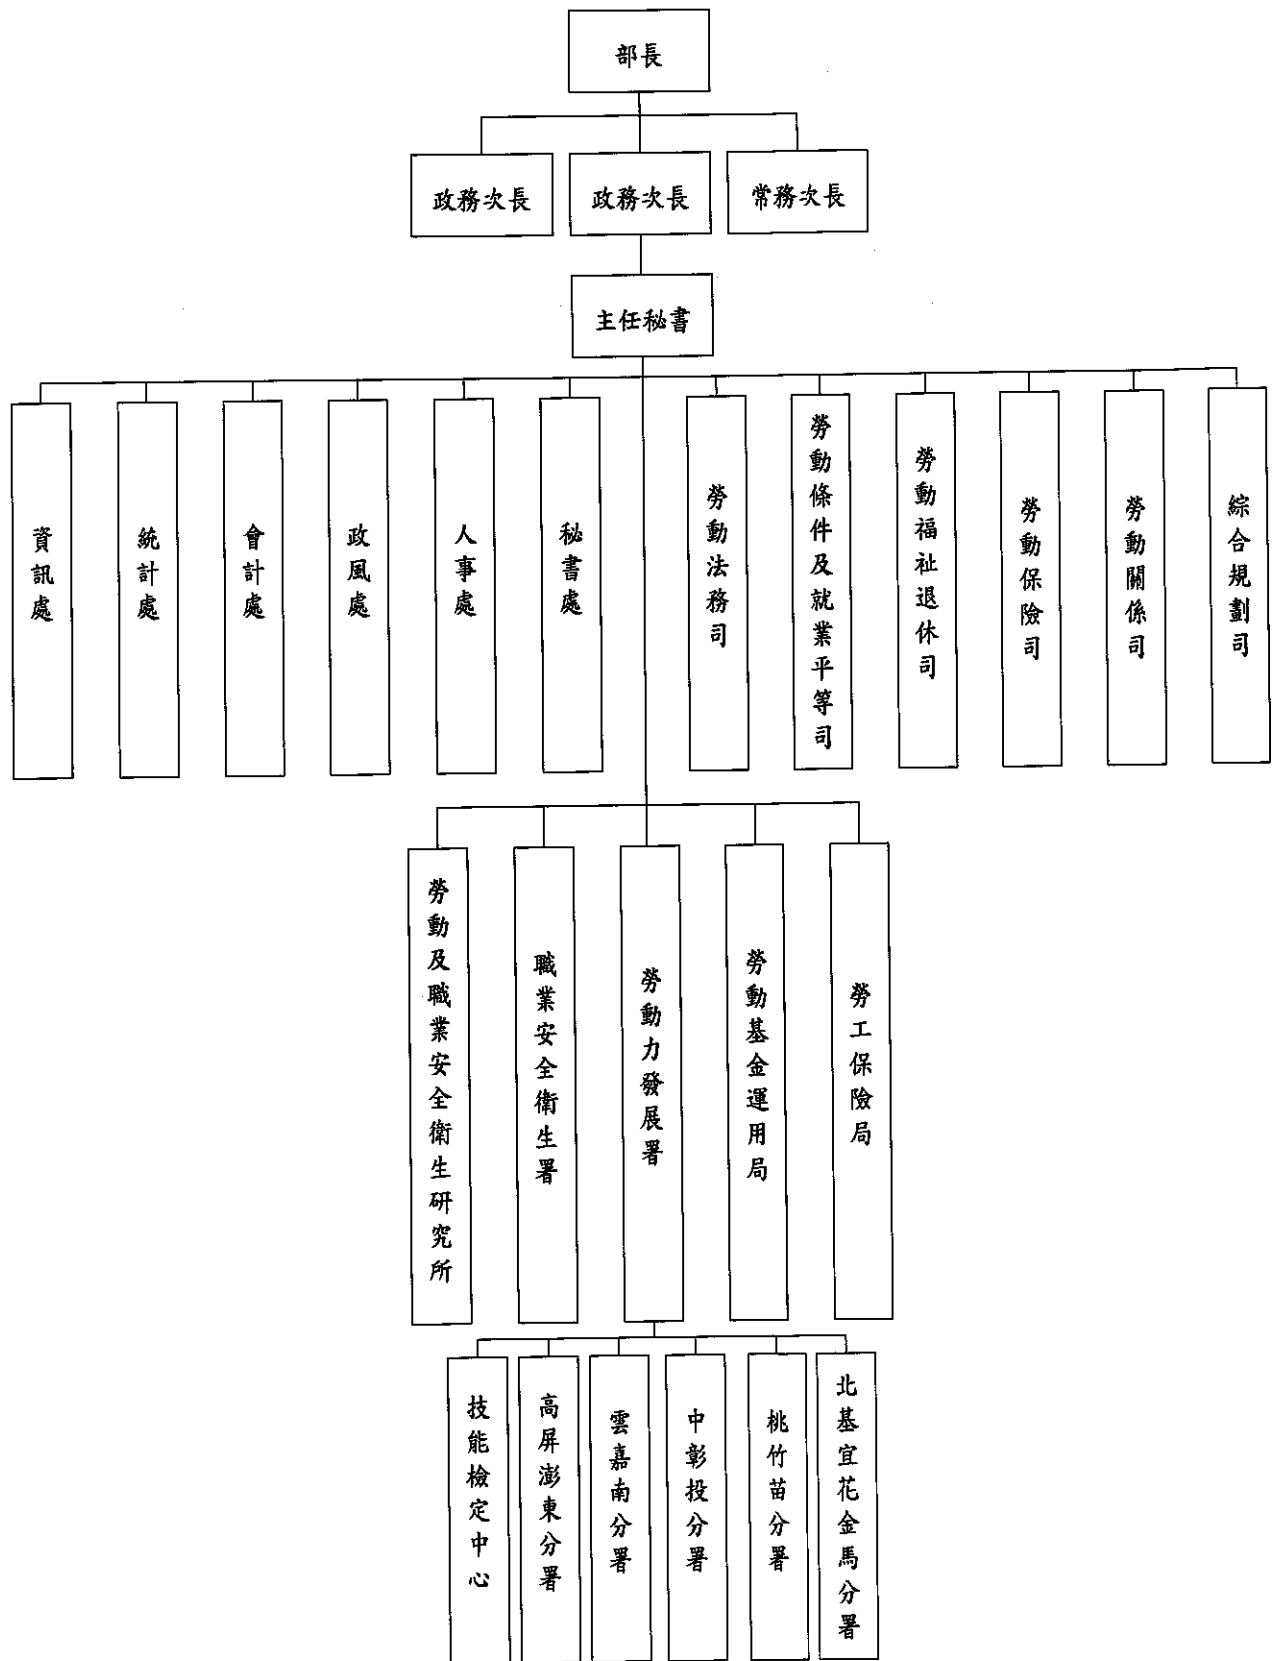 部長
政務次長
政務次長
常務次長
主任秘書
資訊處
統計處
會計處
政風處
人事處
秘書處
勞動法務司
勞動條件及就業平等司
勞動福祉退休司
勞動保險司
勞動關係司
綜合規劃司
勞動及職業安全衛生研究所
職業安全衛生署
勞動力發展署
勞動基金運用局
勞工保險局
技能檢定中心
高屏澎東分署
雲嘉南分署
中彰投分署
桃竹苗分署
北基宜花金馬分署